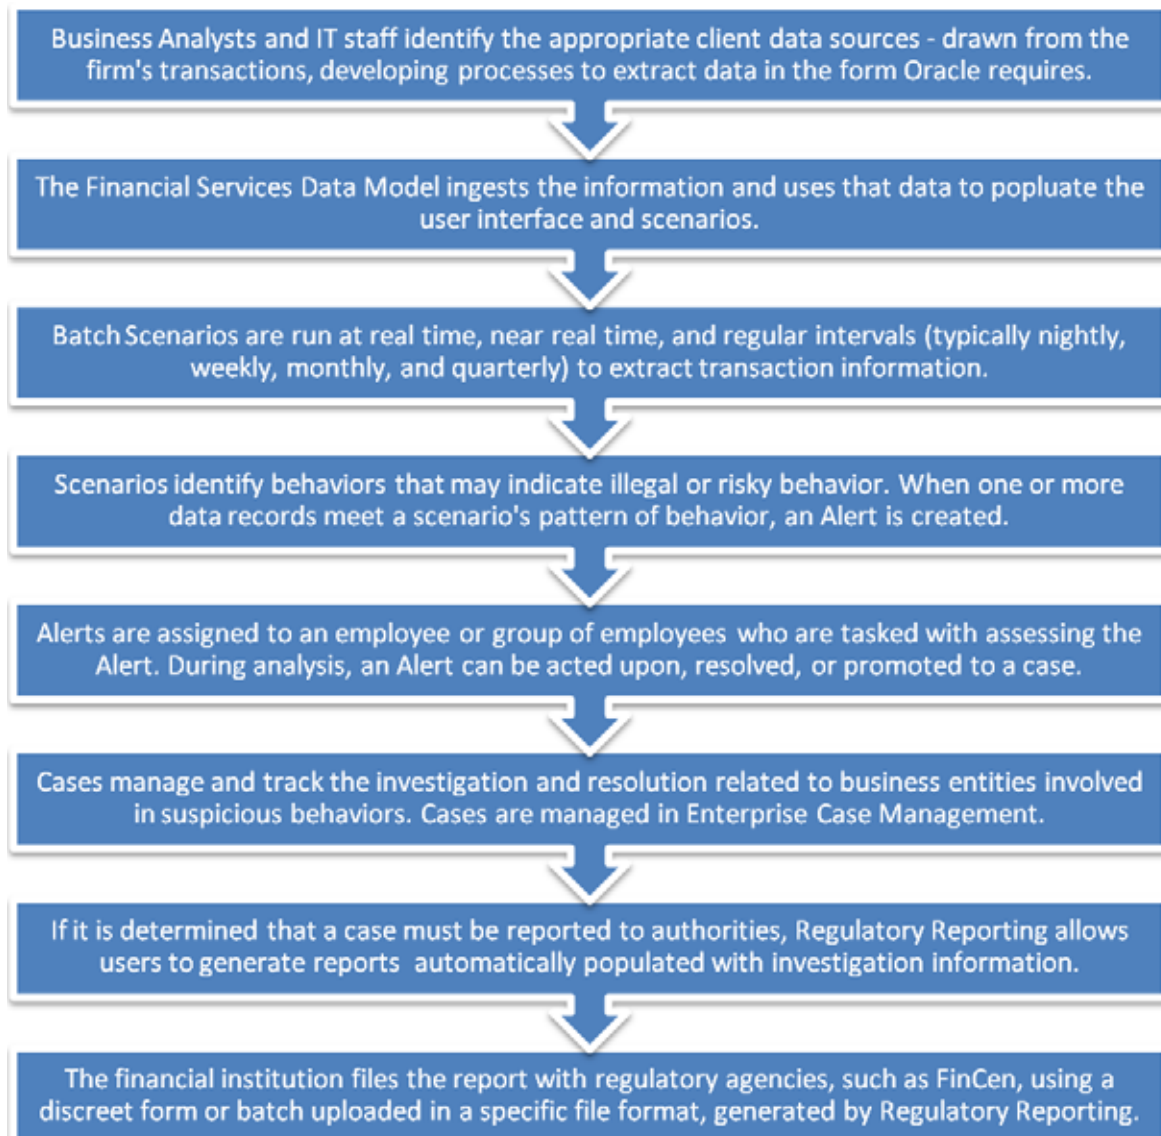 Business Analysts and IT staff identify the appropriate client data sources - drawn from the
firm's transactions, developing processes to extract data in the form Oracle requires.
The Financial Services Data Model ingests the information and uses that data to popluate the
user interface and scenarios.
Batch Scenarios are run at real time, near real time, and regular intervals (typically nightly,
weekly, monthly, and quarterly) to extract transaction information.
Scenarios identify behaviors that may indicate illegal or risky behavior. When one or more
data records meet a scenario's pattern of behavior, an Alert is created.
Alerts are assigned to an employee or group of employees who are tasked with assessing the
Alert. During analysis, an Alert can be acted upon, resolved, or promoted to a case.
Cases manage and track the investigation and resolution related to business entities involved
in suspicious behaviors. Cases are managed in Enterprise Case Management.
If it is determined that a case must be reported to authorities, Regulatory Reporting allows
users to generate reports automatically populated with investigation information.
The financial institution files the report with regulatory agencies, such as FinCen, using a
discreet form or batch uploaded in a specific file format, generated by Regulatory Reporting.